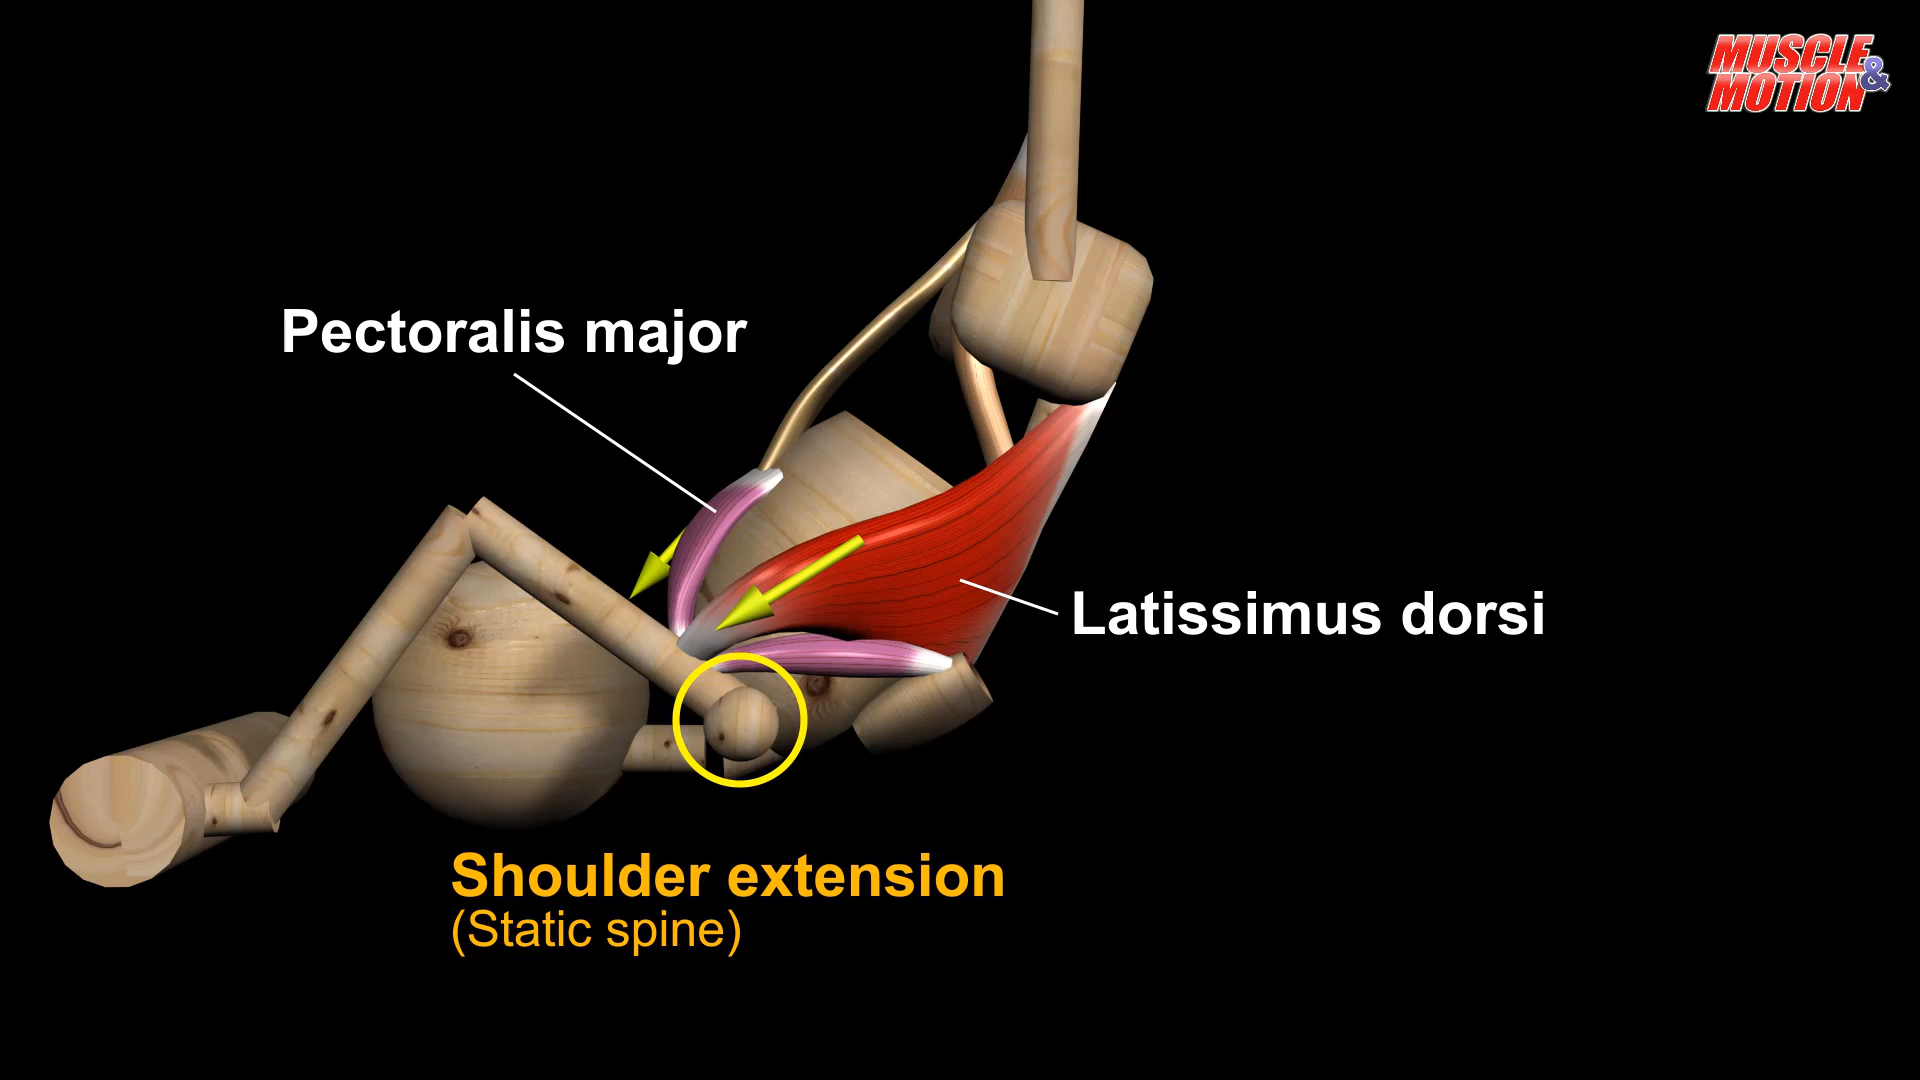 MUSCLE &
MOTION
Pectoralis major
Latissimus dorsi
Shoulder extension
(Static spine)